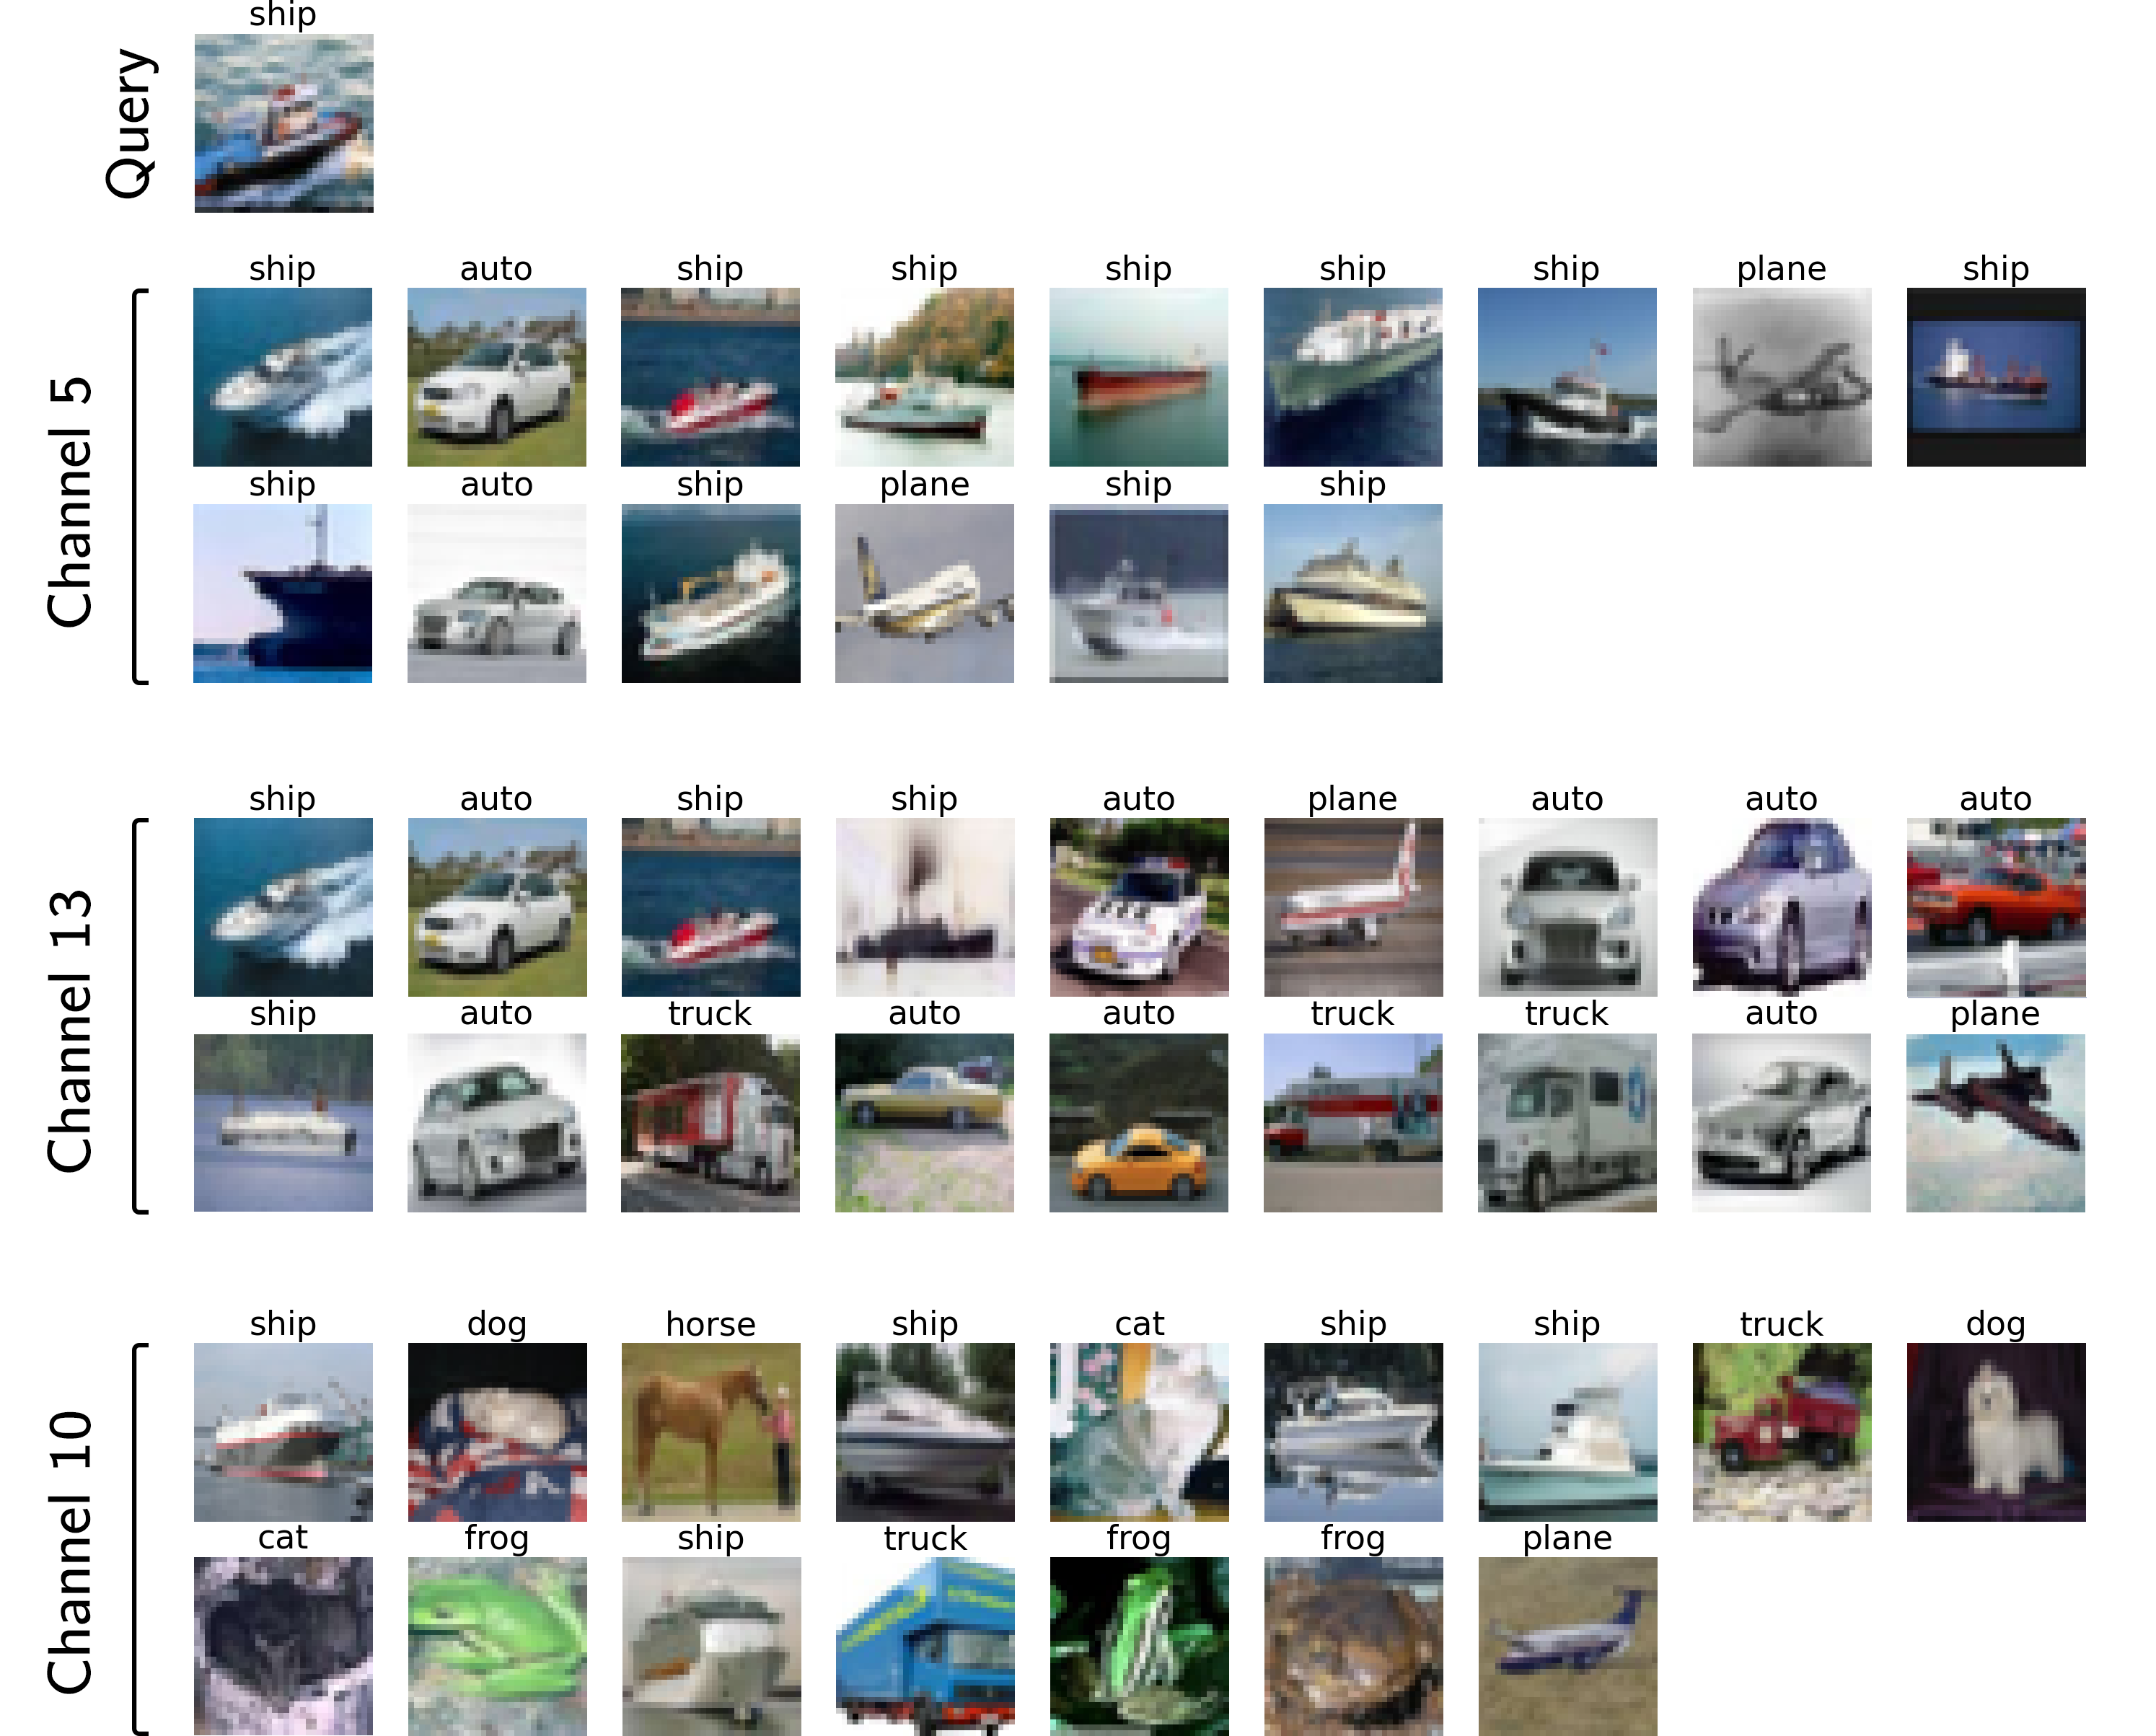 ship
Query
Channel 5
ship auto ship ship ship ship ship plane ship
ship auto ship plane ship ship
Channel 13
ship auto ship ship auto plane auto auto auto
ship auto truck auto auto truck truck auto plane
Channel 10
ship dog horse ship cat ship ship truck dog
cat frog ship truck frog frog plane